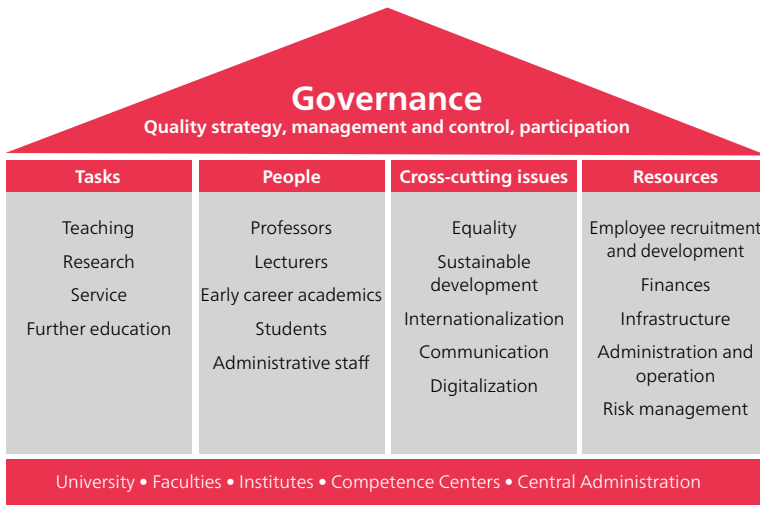 Governance
Quality strategy, management and control, participation
Tasks
Teaching
Research
Service
Further education
People
Professors
Lecturers
Early career academics
Students
Administrative staff
Cross-cutting issues
Equality
Sustainable
development
Internationalization
Communication
Digitalization
Resources
Employee recruitment
and development
Finances
Infrastructure
Administration and
operation
Risk management
University • Faculties • Institutes • Competence Centers • Central Administration